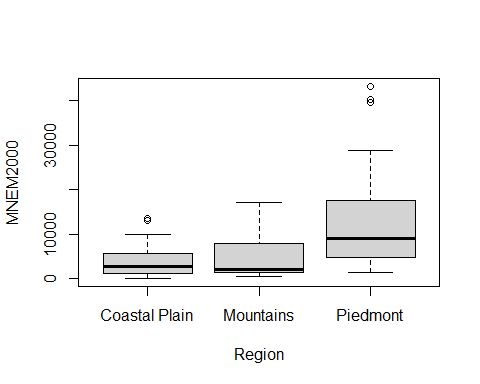 MNEM2000
30000
10000
0
Coastal Plain Mountains Piedmont
Region